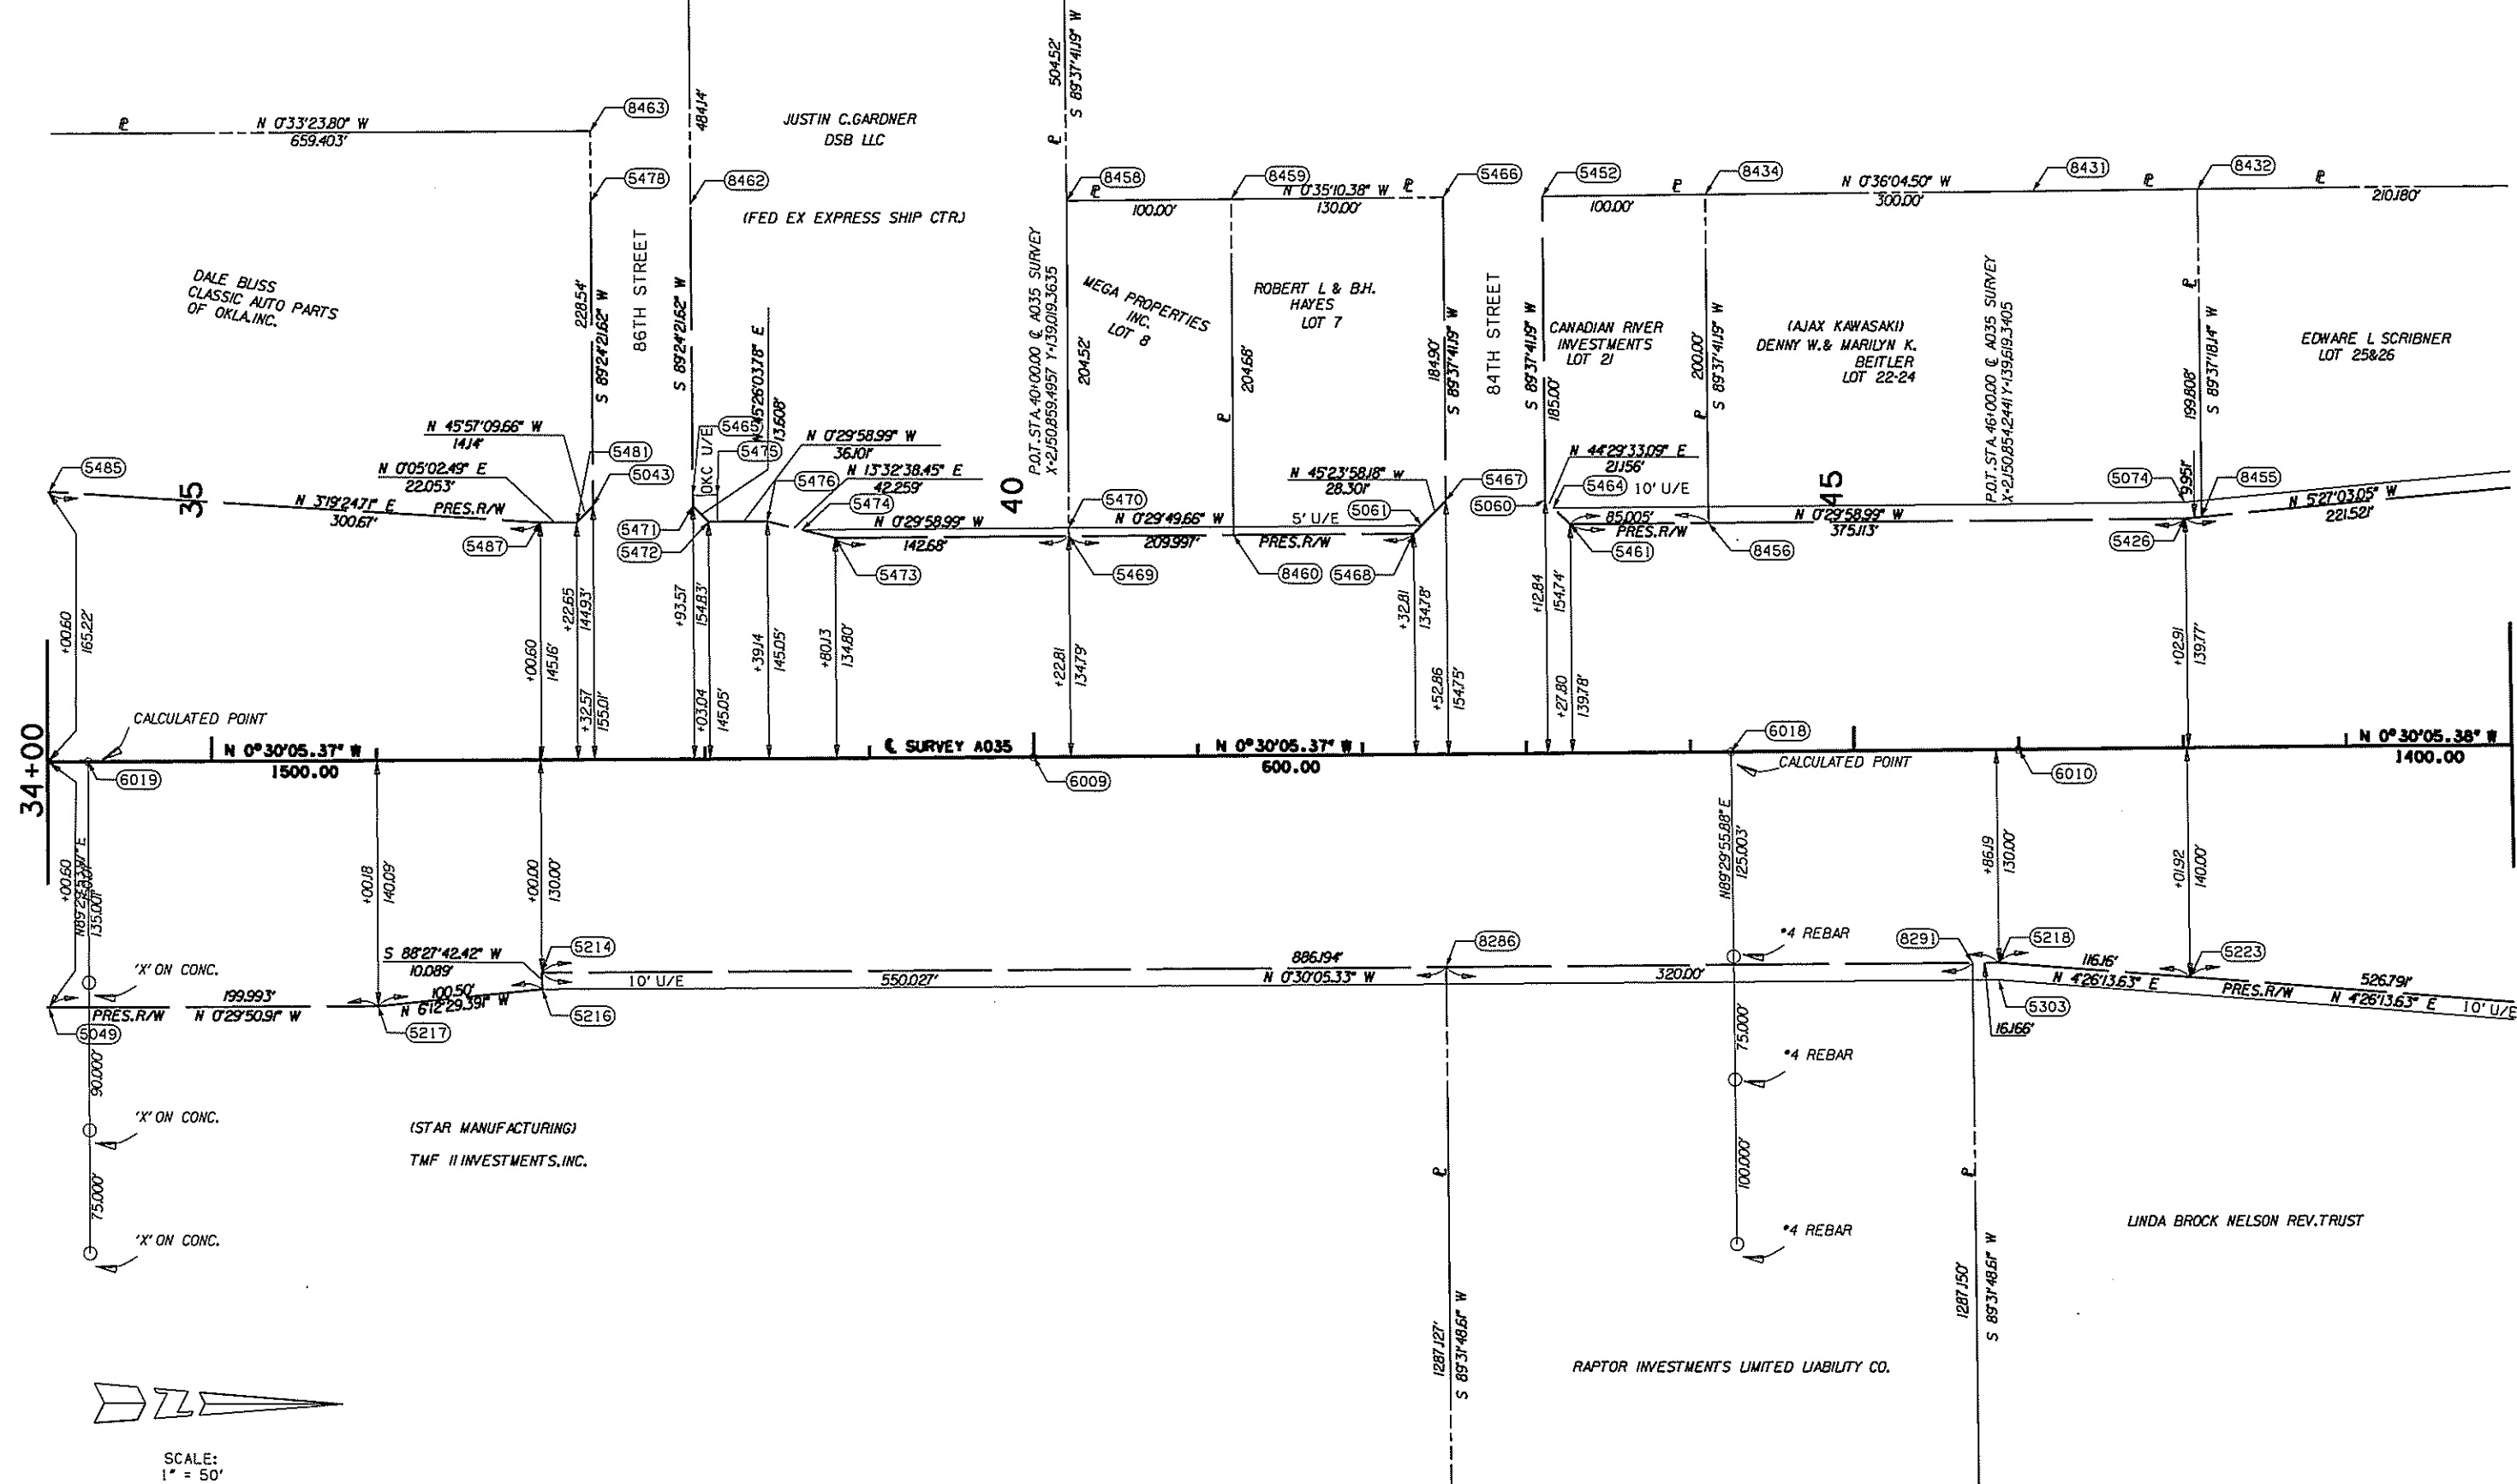 504.52'
S 89°37'41.19" W
484.14'
8463
JUSTIN C. GARDNER
DSB LLC
P
L
N 0°33'23.80" W
659.403'
5478
8462
8458
8459
N 0°35'10.38" W
5466
5452
8434
N 0°36'04.50" W
8431
8432
100.00'
130.00'
100.00'
300.00'
210.180'
(FED EX EXPRESS SHIP CTR.)
DALE BLISS
CLASSIC AUTO PARTS
OF OKLA. INC.
228.54'
S 89°24'21.62" W
86TH STREET
S 89°24'21.62" W
P.O.T. STA. 40+00.00 ℄ A035 SURVEY
X=2,150,859.4957 Y=139,019.3635
204.52'
MEGA PROPERTIES
INC.
LOT 8
204.68'
ROBERT L & B.H.
HAYES
LOT 7
184.90'
S 89°37'41.19" W
84TH STREET
S 89°37'41.19" W
185.00'
CANADIAN RIVER
INVESTMENTS
LOT 21
200.00'
S 89°37'41.19" W
(AJAX KAWASAKI)
DENNY W. & MARILYN K.
BEITLER
LOT 22-24
P.O.T. STA. 46+00.00 ℄ A035 SURVEY
X=2,150,854.2441 Y=139,619.3405
199.808'
S 89°37'18.14" W
EDWARE L SCRIBNER
LOT 25&26
N 45°57'09.66" W
14.14'
5481
5043
N 0°05'02.49" E
22.053'
5485
35
N 3°19'24.71" E
300.67'
PRES. R/W
5487
5465
5475
OKC U/E
45°26'03.78" E
13.608'
N 0°29'58.99" W
36.101'
5476
N 13°32'38.45" E
42.259'
5474
5471
5472
5473
40
N 0°29'58.99" W
142.68'
5470
5469
N 0°29'49.66" W
209.997'
5' U/E
PRES. R/W
8460
5468
5061
N 45°23'58.18" W
28.301'
5467
5060
N 44°29'33.09" E
21.156'
5464
10' U/E
85.005'
PRES. R/W
5461
8456
45
N 0°29'58.99" W
375.113'
5074
9.951'
8455
5426
N 5°27'03.05" W
221.521'
+00.60
165.22'
+00.60
145.16'
+22.65
144.93'
+32.57
155.01'
+93.57
154.83'
+03.04
145.05'
+39.14
145.05'
+80.13
134.80'
+22.81
134.79'
+32.81
134.78'
+52.86
154.75'
+12.84
154.74'
+27.80
139.78'
+02.91
139.77'
34+00
CALCULATED POINT
6019
N 0°30'05.37" W
1500.00
℄ SURVEY A035
6009
N 0°30'05.37" W
600.00
6018
CALCULATED POINT
6010
N 0°30'05.38" W
1400.00
+00.60
135.001'
+00.18
140.09'
+00.00
130.00'
N89°29'55.88" E
125.003'
+86.19
130.00'
+01.92
140.00'
'X' ON CONC.
199.993'
PRES. R/W
N 0°29'50.91" W
5049
S 88°27'42.42" W
10.089'
5214
100.50'
N 6°12'29.391" W
5217
5216
10' U/E
550.027'
886.194'
N 0°30'05.33" W
8286
320.00'
#4 REBAR
8291
5218
116.16'
5223
N 4°26'13.63" E
PRES. R/W
526.791'
N 4°26'13.63" E
10' U/E
5303
16.166'
90.000'
'X' ON CONC.
75.000'
'X' ON CONC.
(STAR MANUFACTURING)
TMF II INVESTMENTS, INC.
75.000'
#4 REBAR
100.000'
#4 REBAR
1287.127'
S 89°31'48.61" W
RAPTOR INVESTMENTS LIMITED LIABILITY CO.
1287.150'
S 89°31'48.61" W
LINDA BROCK NELSON REV. TRUST
N
SCALE:
1" = 50'